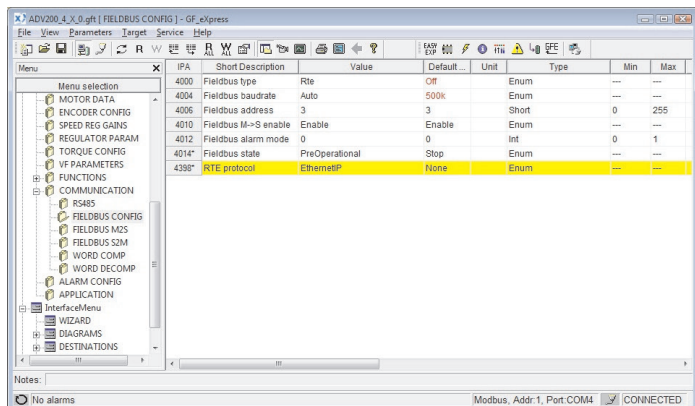 ADV200_4_X_0.gft [ FIELDBUS CONFIG ] - GF_eXpress
File View Parameters Target Service Help
R W R ALL W ALL EASY EXP SFE
Menu x IPA Short Description Value Default ... Unit Type Min Max
Menu selection
4000 Fieldbus type Rte Off Enum --- ---
4004 Fieldbus baudrate Auto 500k Enum --- ---
4006 Fieldbus address 3 3 Short 0 255
4010 Fieldbus M->S enable Enable Enable Enum --- ---
4012 Fieldbus alarm mode 0 0 Int 0 1
4014* Fieldbus state PreOperational Stop Enum --- ---
4398* RTE protocol EthernetIP None Enum --- ---
MOTOR DATA
ENCODER CONFIG
SPEED REG GAINS
REGULATOR PARAM
TORQUE CONFIG
VF PARAMETERS
FUNCTIONS
COMMUNICATION
RS485
FIELDBUS CONFIG
FIELDBUS M2S
FIELDBUS S2M
WORD COMP
WORD DECOMP
ALARM CONFIG
APPLICATION
InterfaceMenu
WIZARD
DIAGRAMS
DESTINATIONS
Notes:
No alarms Modbus, Addr:1, Port:COM4 CONNECTED